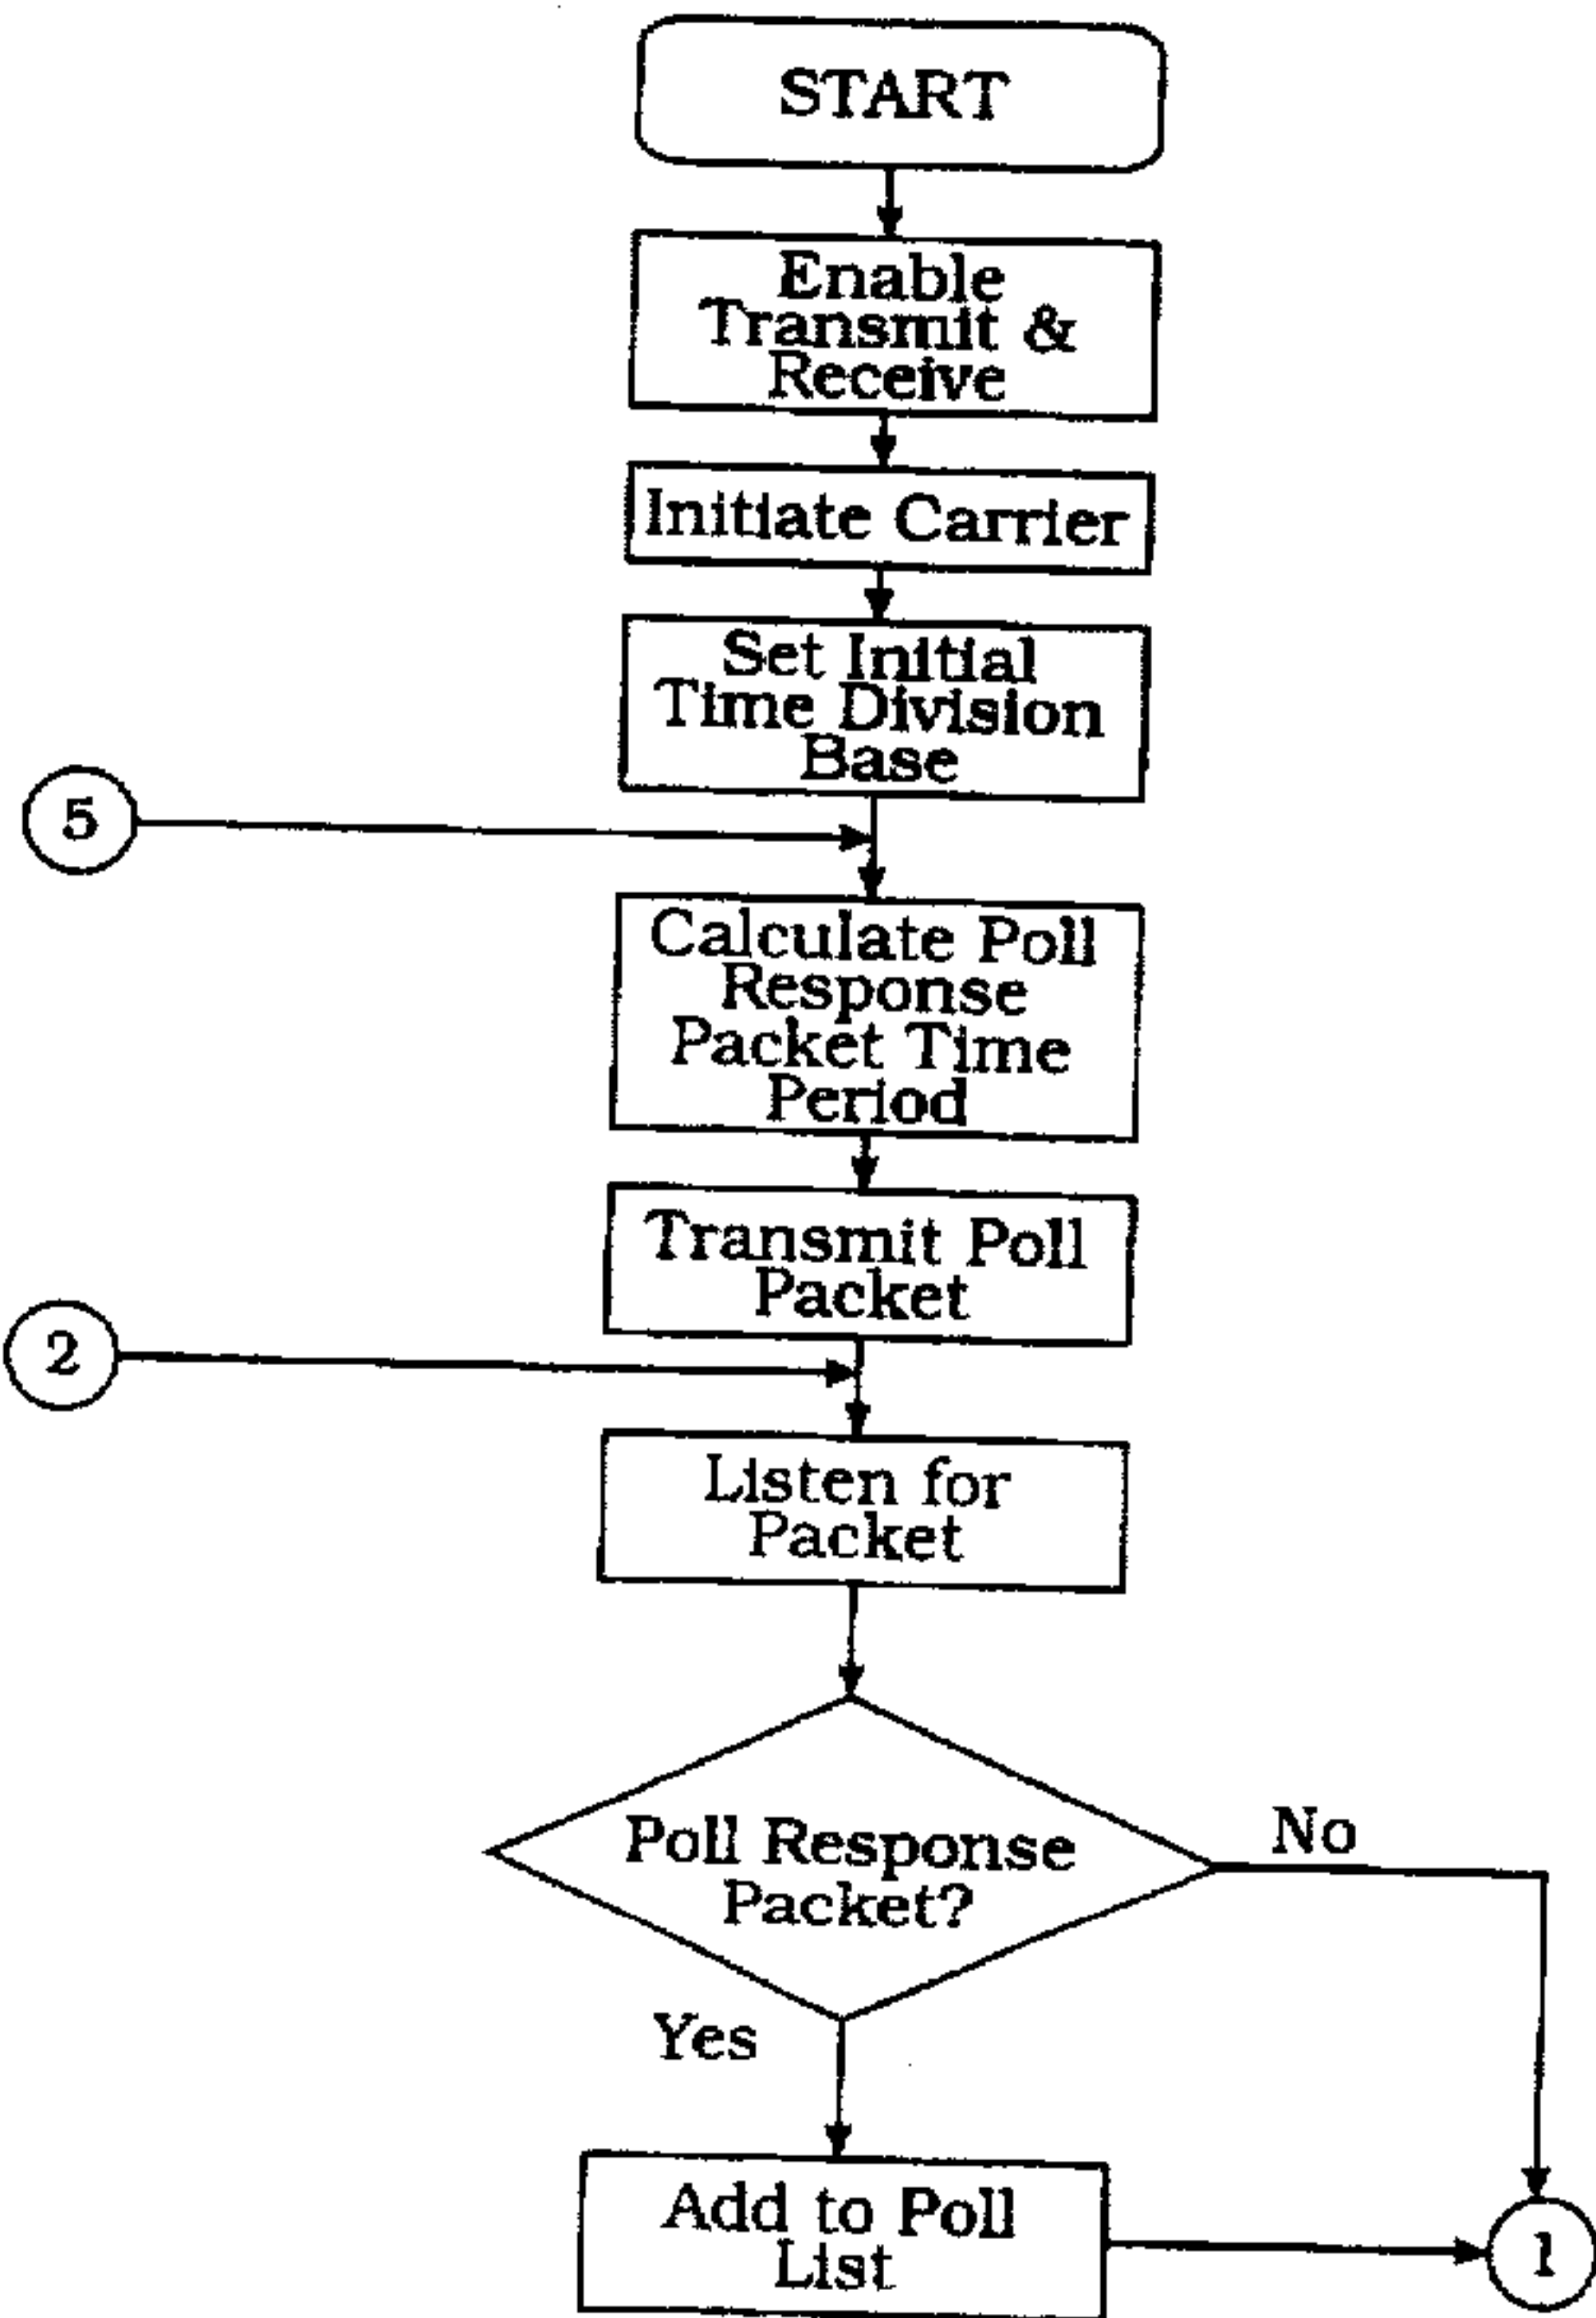 START
Enable
Transmit &
Receive
Initiate Carrier
Set Initial
Time Division
Base
5
Calculate Poll
Response
Packet Time
Period
Transmit Poll
Packet
2
Listen for
Packet
Poll Response
Packet?
No
Yes
Add to Poll
List
1